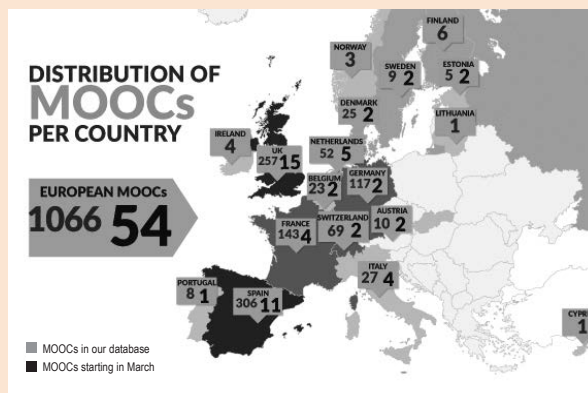 DISTRIBUTION OF
MOOCs
PER COUNTRY
EUROPEAN MOOCs
1066 54
FINLAND
6
NORWAY
3
SWEDEN
9 2
ESTONIA
5 2
DENMARK
25 2
LITHUANIA
1
IRELAND
4
UK
257 15
NETHERLANDS
52 5
BELGIUM
23 2
GERMANY
117 2
FRANCE
143 4
SWITZERLAND
69 2
AUSTRIA
10 2
ITALY
27 4
PORTUGAL
8 1
SPAIN
306 11
CYPR
1
MOOCs in our database
MOOCs starting in March